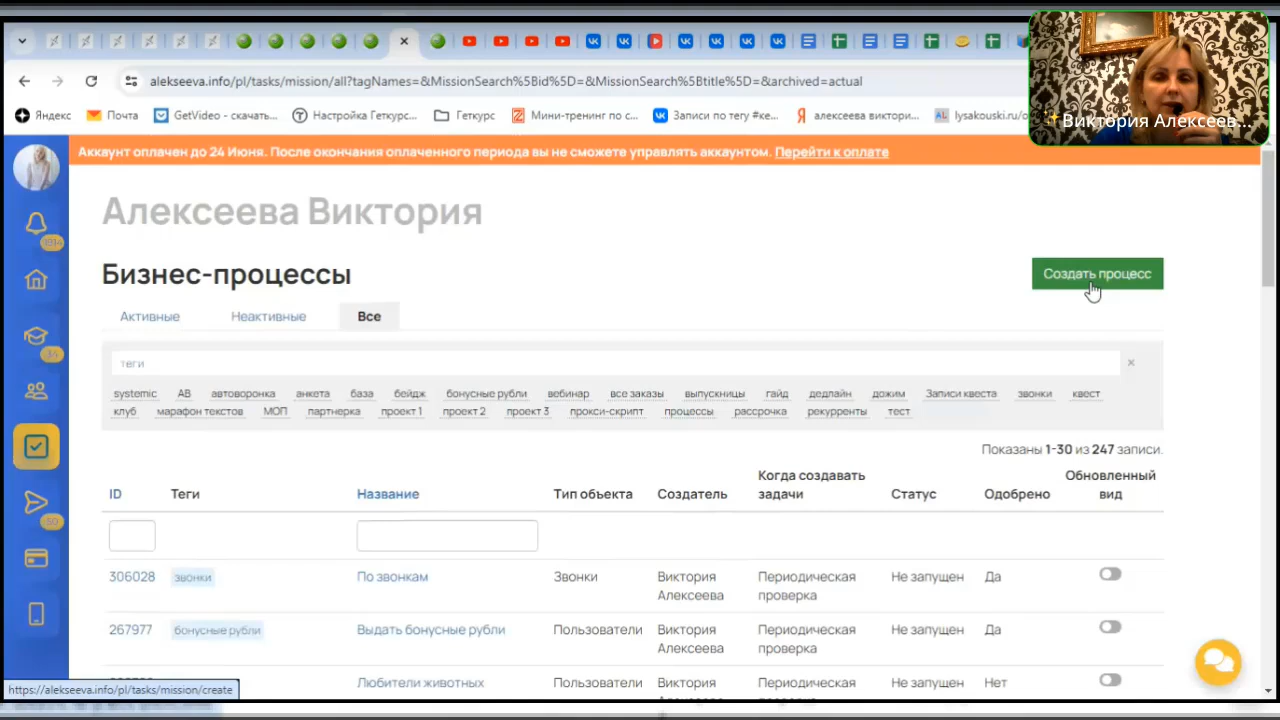 alekseeva.info/pl/tasks/mission/all?tagNames=&MissionSearch%5Bid%5D=&MissionSearch%5Btitle%5D=&archived=actual
Яндекс Почта GetVideo - скачать... Настройка Геткурс... Геткурс Мини-тренинг по с... Записи по тегу #ке... алексеева виктори... lysakouski.ru/o
✨Виктория Алексеев...
Аккаунт оплачен до 24 Июня. После окончания оплаченного периода вы не сможете управлять аккаунтом. Перейти к оплате
Алексеева Виктория
Бизнес-процессы
Создать процесс
Активные Неактивные Все
теги
systemic АВ автоворонка анкета база бейдж бонусные рубли вебинар все заказы выпускницы гайд дедлайн дожим Записи квеста звонки квест
клуб марафон текстов МОП партнерка проект 1 проект 2 проект 3 прокси-скрипт процессы рассрочка рекурренты тест
Показаны 1-30 из 247 записи.
ID Теги Название Тип объекта Создатель Когда создавать задачи Статус Одобрено Обновленный вид
306028 звонки По звонкам Звонки Виктория Алексеева Периодическая проверка Не запущен Да
267977 бонусные рубли Выдать бонусные рубли Пользователи Виктория Алексеева Периодическая проверка Не запущен Да
Любители животных Пользователи Виктория Периодическая Не запущен Нет
https://alekseeva.info/pl/tasks/mission/create